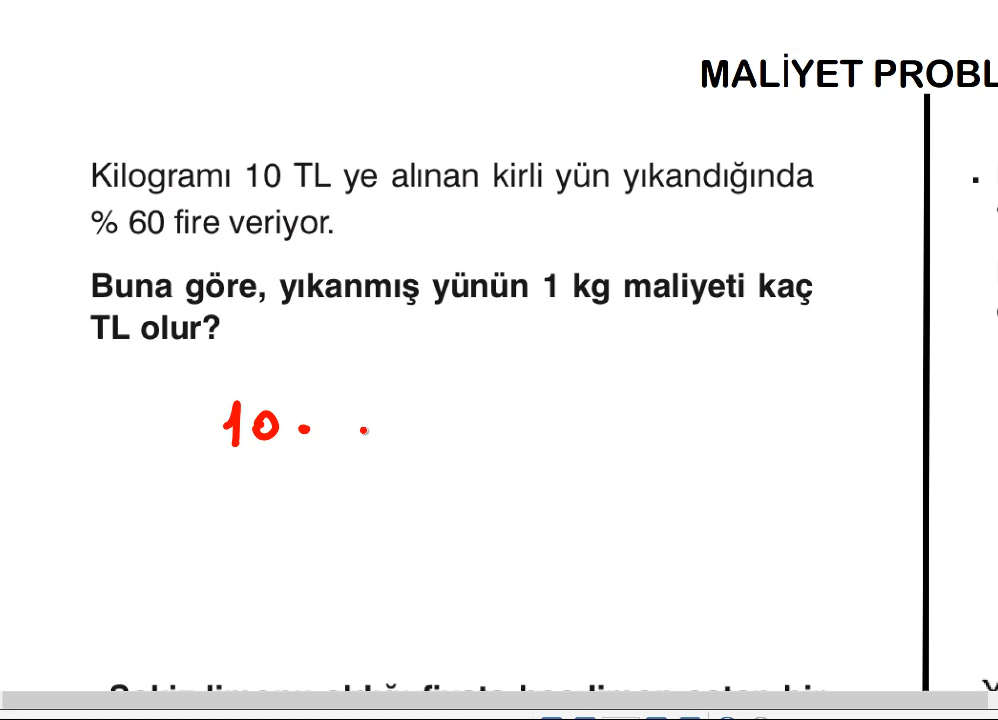 MALİYET PROBL
Kilogramı 10 TL ye alınan kirli yün yıkandığında
% 60 fire veriyor.
Buna göre, yıkanmış yünün 1 kg maliyeti kaç
TL olur?
10 . .